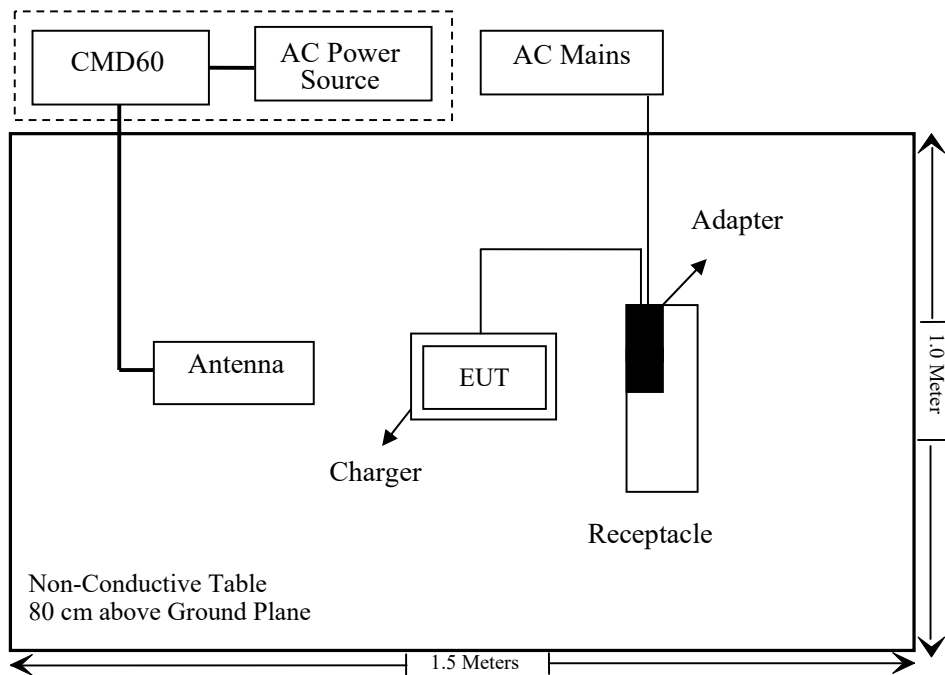 CMD60
AC Power
Source
AC Mains
Adapter
Antenna
EUT
Charger
Receptacle
1.0 Meter
Non-Conductive Table
80 cm above Ground Plane
1.5 Meters